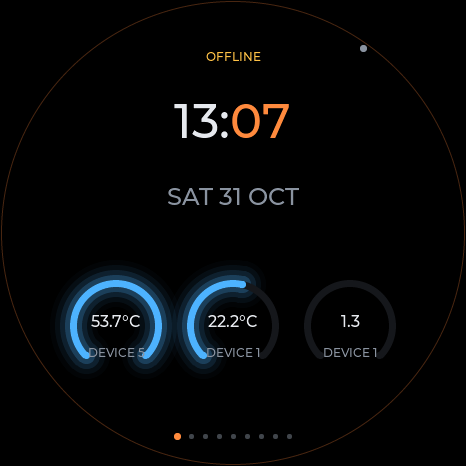 OFFLINE
13:07
SAT 31 OCT
53.7°C 22.2°C 1.3
DEVICE 5 DEVICE 1 DEVICE 1